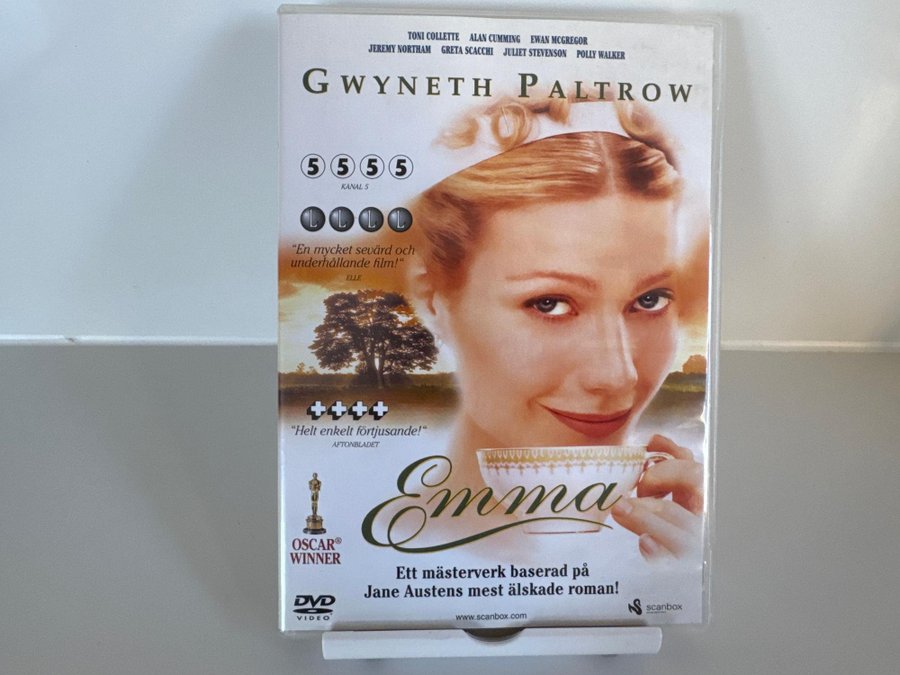 TONI COLLETTE ALAN CUMMING EWAN MCGREGOR
JEREMY NORTHAM GRETA SCACCHI JULIET STEVENSON POLLY WALKER
GWYNETH PALTROW
5 5 5 5
KANAL 5
L L L L
"En mycket sevärd och
underhållande film!"
ELLE
"Helt enkelt förtjusande!"
AFTONBLADET
Emma
OSCAR®
WINNER
Ett mästerverk baserad på
Jane Austens mest älskade roman!
DVD
VIDEO
www.scanbox.com
scanbox